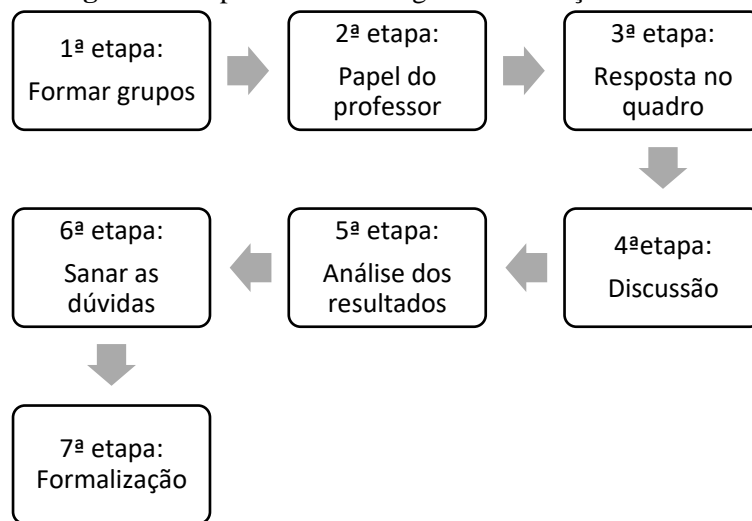 1ª etapa:
Formar grupos
2ª etapa:
Papel do
professor
3ª etapa:
Resposta no
quadro
4ªetapa:
Discussão
5ª etapa:
Análise dos
resultados
6ª etapa:
Sanar as
dúvidas
7ª etapa:
Formalização